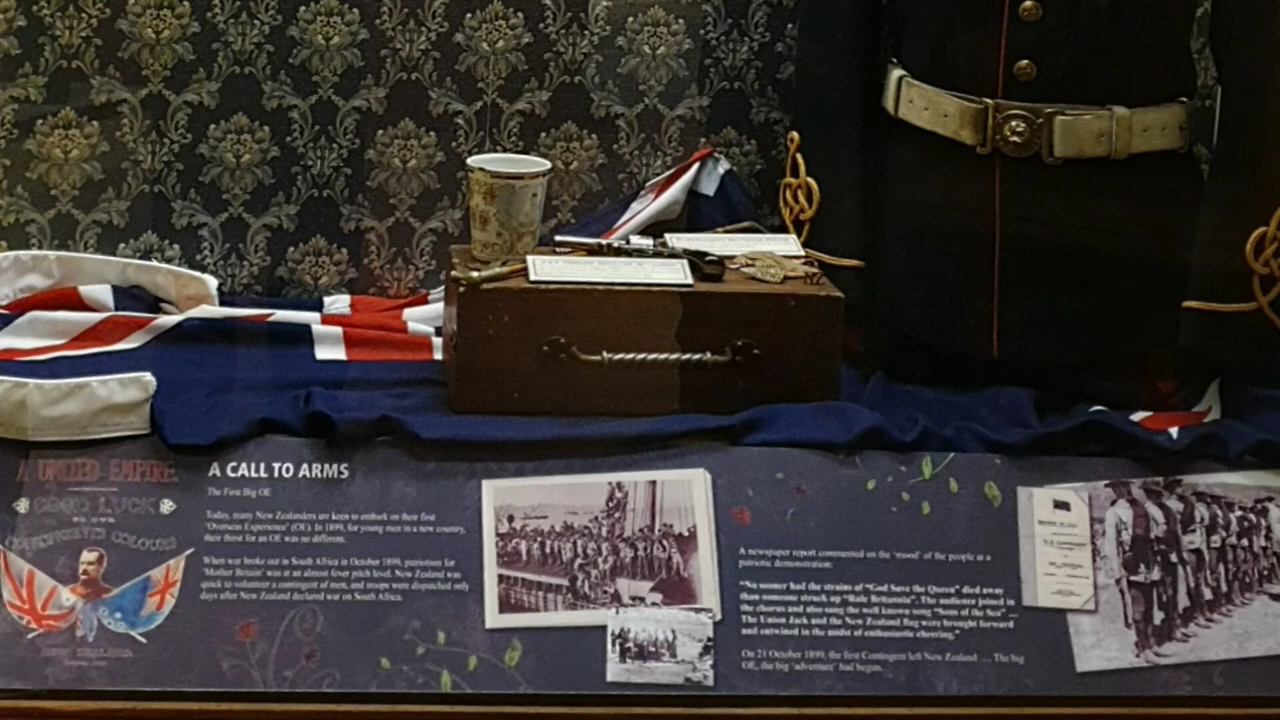 A UNITED EMPIRE.
GOOD LUCK
TO OUR
CONTINGENTS COLOURS
NEW ZEALAND
A CALL TO ARMS
The First Big OE
Today, many New Zealanders are keen to embark on their first
'Overseas Experience' (OE). In 1899, for young men in a new country,
their thirst for an OE was no different.
When war broke out in South Africa in October 1899, patriotism for
'Mother Britain' was at an almost fever pitch level. New Zealand was
quick to volunteer a contingent of men, and troops were dispatched only
days after New Zealand declared war on South Africa.
A newspaper report commented on the 'mood' of the people at a
patriotic demonstration:
"No sooner had the strains of "God Save the Queen" died away
than someone struck up "Rule Britannia". The audience joined in
the chorus and also sung the well known song "Sons of the Sea" —
The Union Jack and the New Zealand flag were brought forward
and entwined in the midst of enthusiastic cheering."
On 21 October 1899, the first Contingent left New Zealand .... The big
OE, the big 'adventure' had begun.
NZ